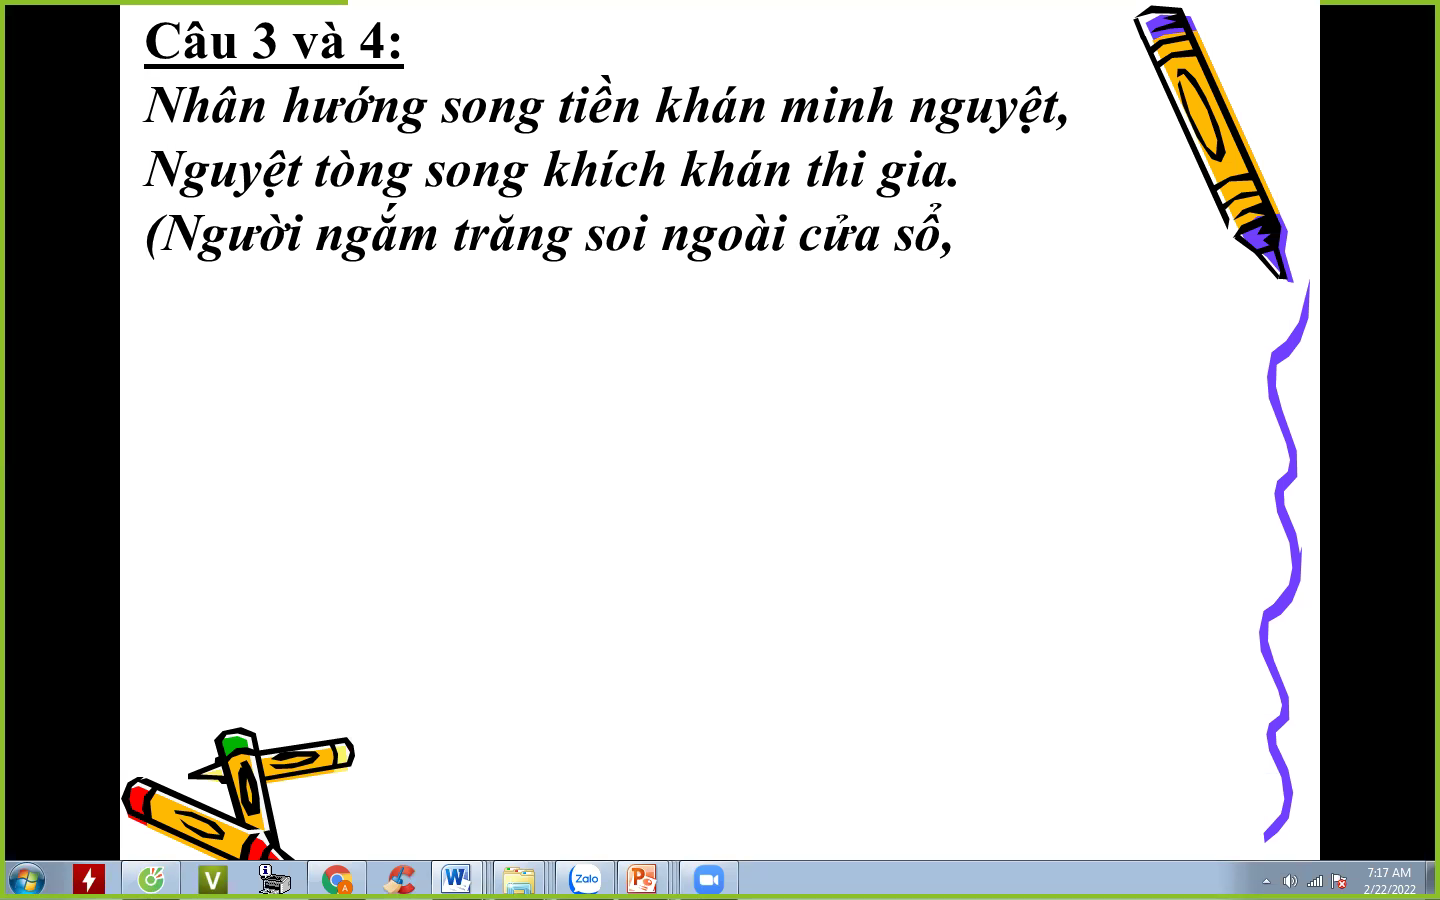 Câu 3 và 4:
Nhân hướng song tiền khán minh nguyệt,
Nguyệt tòng song khích khán thi gia.
(Người ngắm trăng soi ngoài cửa sổ,
V
A
W
Zalo
P
7:17 AM
2/22/2022